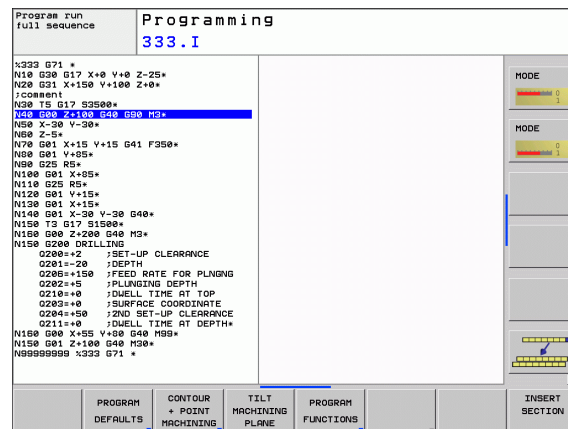 Program run
full sequence
Programming
333.I
%333 G71 *
N10 G30 G17 X+0 Y+0 Z-25*
N20 G31 X+150 Y+100 Z+0*
;comment
N30 T5 G17 S3500*
N40 G00 Z+100 G40 G90 M3*
N50 X-30 Y-30*
N60 Z-5*
N70 G01 X+15 Y+15 G41 F350*
N80 G01 Y+85*
N90 G25 R5*
N100 G01 X+85*
N110 G25 R5*
N120 G01 Y+15*
N130 G01 X+15*
N140 G01 X-30 Y-30 G40*
N150 T3 G17 S1500*
N160 G00 Z+200 G40 M3*
N150 G200 DRILLING
Q200=+2 ;SET-UP CLEARANCE
Q201=-20 ;DEPTH
Q206=+150 ;FEED RATE FOR PLNGNG
Q202=+5 ;PLUNGING DEPTH
Q210=+0 ;DWELL TIME AT TOP
Q203=+0 ;SURFACE COORDINATE
Q204=+50 ;2ND SET-UP CLEARANCE
Q211=+0 ;DWELL TIME AT DEPTH*
N160 G00 X+55 Y+80 G40 M99*
N150 G01 Z+100 G40 M30*
N99999999 %333 G71 *
MODE
0
1
MODE
0
1
PROGRAM
DEFAULTS
CONTOUR
+ POINT
MACHINING
TILT
MACHINING
PLANE
PROGRAM
FUNCTIONS
INSERT
SECTION